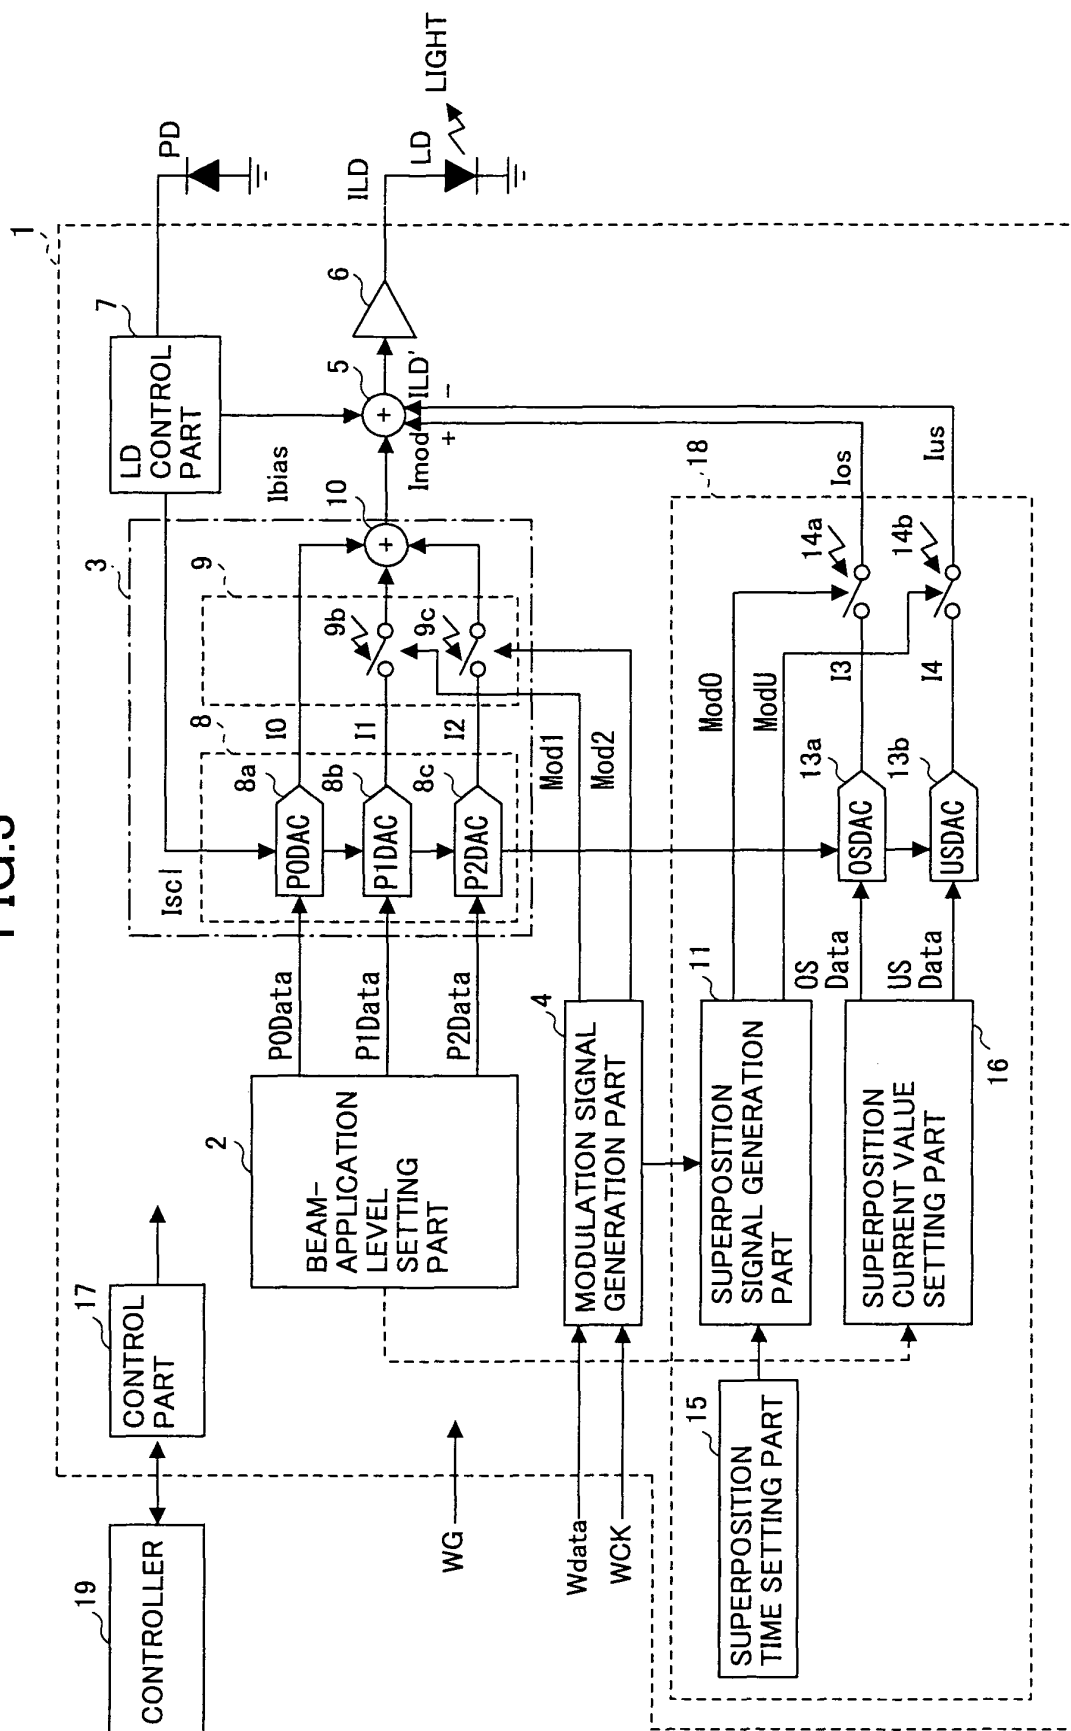 FIG.3
1
19
CONTROLLER
17
CONTROL
PART
7
LD
CONTROL
PART
PD
LIGHT
LD
ILD
6
5
ILD'
+
+
-
Imod
Ibias
10
+
3
9
9b
9c
8
8a
8b
8c
I0
I1
I2
P0DAC
P1DAC
P2DAC
Iscl
P0Data
P1Data
P2Data
2
BEAM-
APPLICATION
LEVEL
SETTING
PART
WG
Wdata
WCK
4
MODULATION SIGNAL
GENERATION PART
Mod1
Mod2
18
11
SUPERPOSITION
SIGNAL GENERATION
PART
ModO
ModU
15
SUPERPOSITION
TIME SETTING PART
16
SUPERPOSITION
CURRENT VALUE
SETTING PART
OS
Data
US
Data
OSDAC
USDAC
13a
13b
I3
I4
14a
14b
Ios
Ius